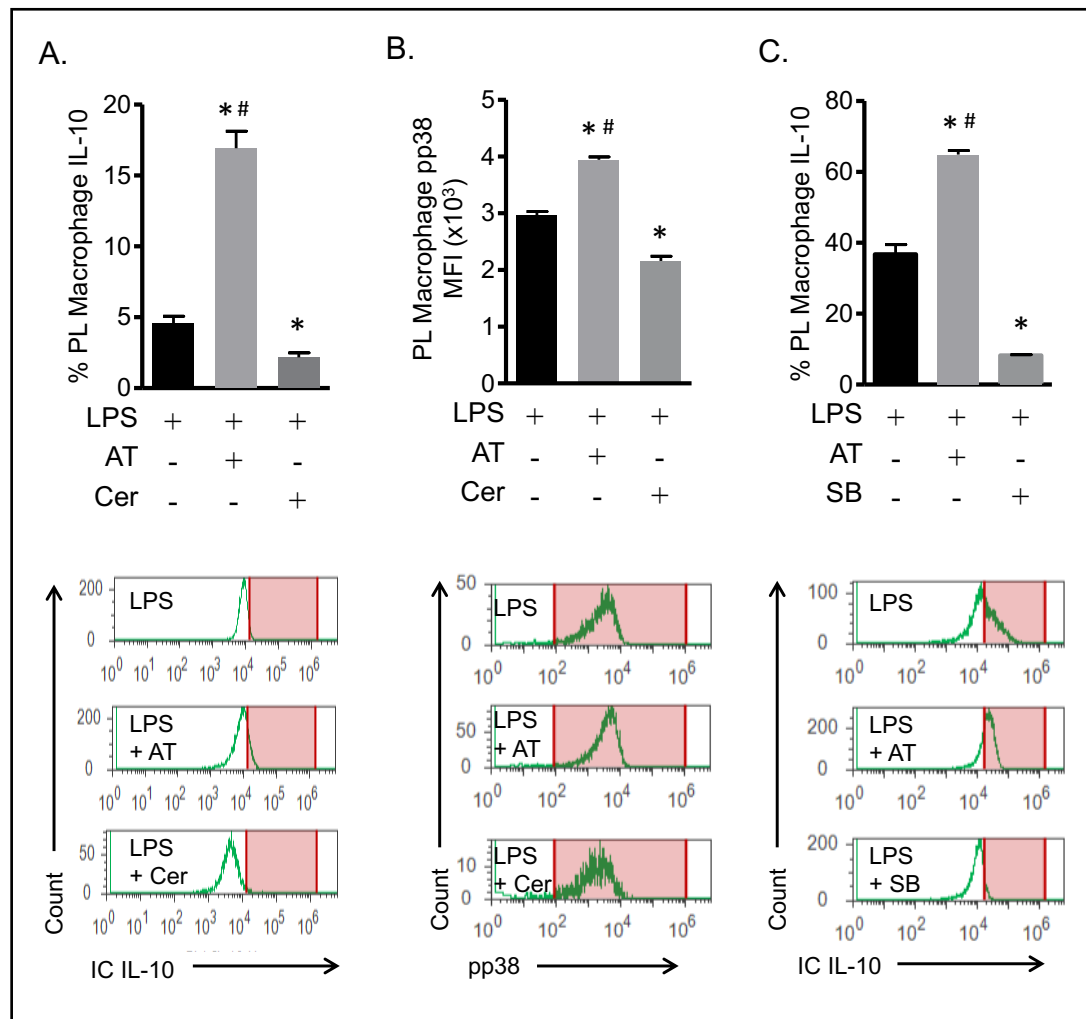 A.
% PL Macrophage IL-10
20
15
10
5
0
* #
*
LPS + + +
AT - + -
Cer - - +
B.
PL Macrophage pp38
MFI (x10³)
5
4
3
2
1
0
* #
*
LPS + + +
AT - + -
Cer - - +
C.
% PL Macrophage IL-10
80
60
40
20
0
* #
*
LPS + + +
AT - + -
SB - - +
Count
200
0
LPS
10⁰ 10¹ 10² 10³ 10⁴ 10⁵ 10⁶
200
0
LPS
+ AT
10⁰ 10¹ 10² 10³ 10⁴ 10⁵ 10⁶
50
0
LPS
+ Cer
10⁰ 10¹ 10² 10³ 10⁴ 10⁵ 10⁶
IC IL-10
Count
50
0
LPS
10⁰ 10² 10⁴ 10⁶
50
0
LPS
+ AT
10⁰ 10² 10⁴ 10⁶
10
0
LPS
+ Cer
10⁰ 10² 10⁴ 10⁶
pp38
Count
100
0
LPS
10⁰ 10² 10⁴ 10⁶
200
0
LPS
+ AT
10⁰ 10² 10⁴ 10⁶
200
0
LPS
+ SB
10⁰ 10² 10⁴ 10⁶
IC IL-10